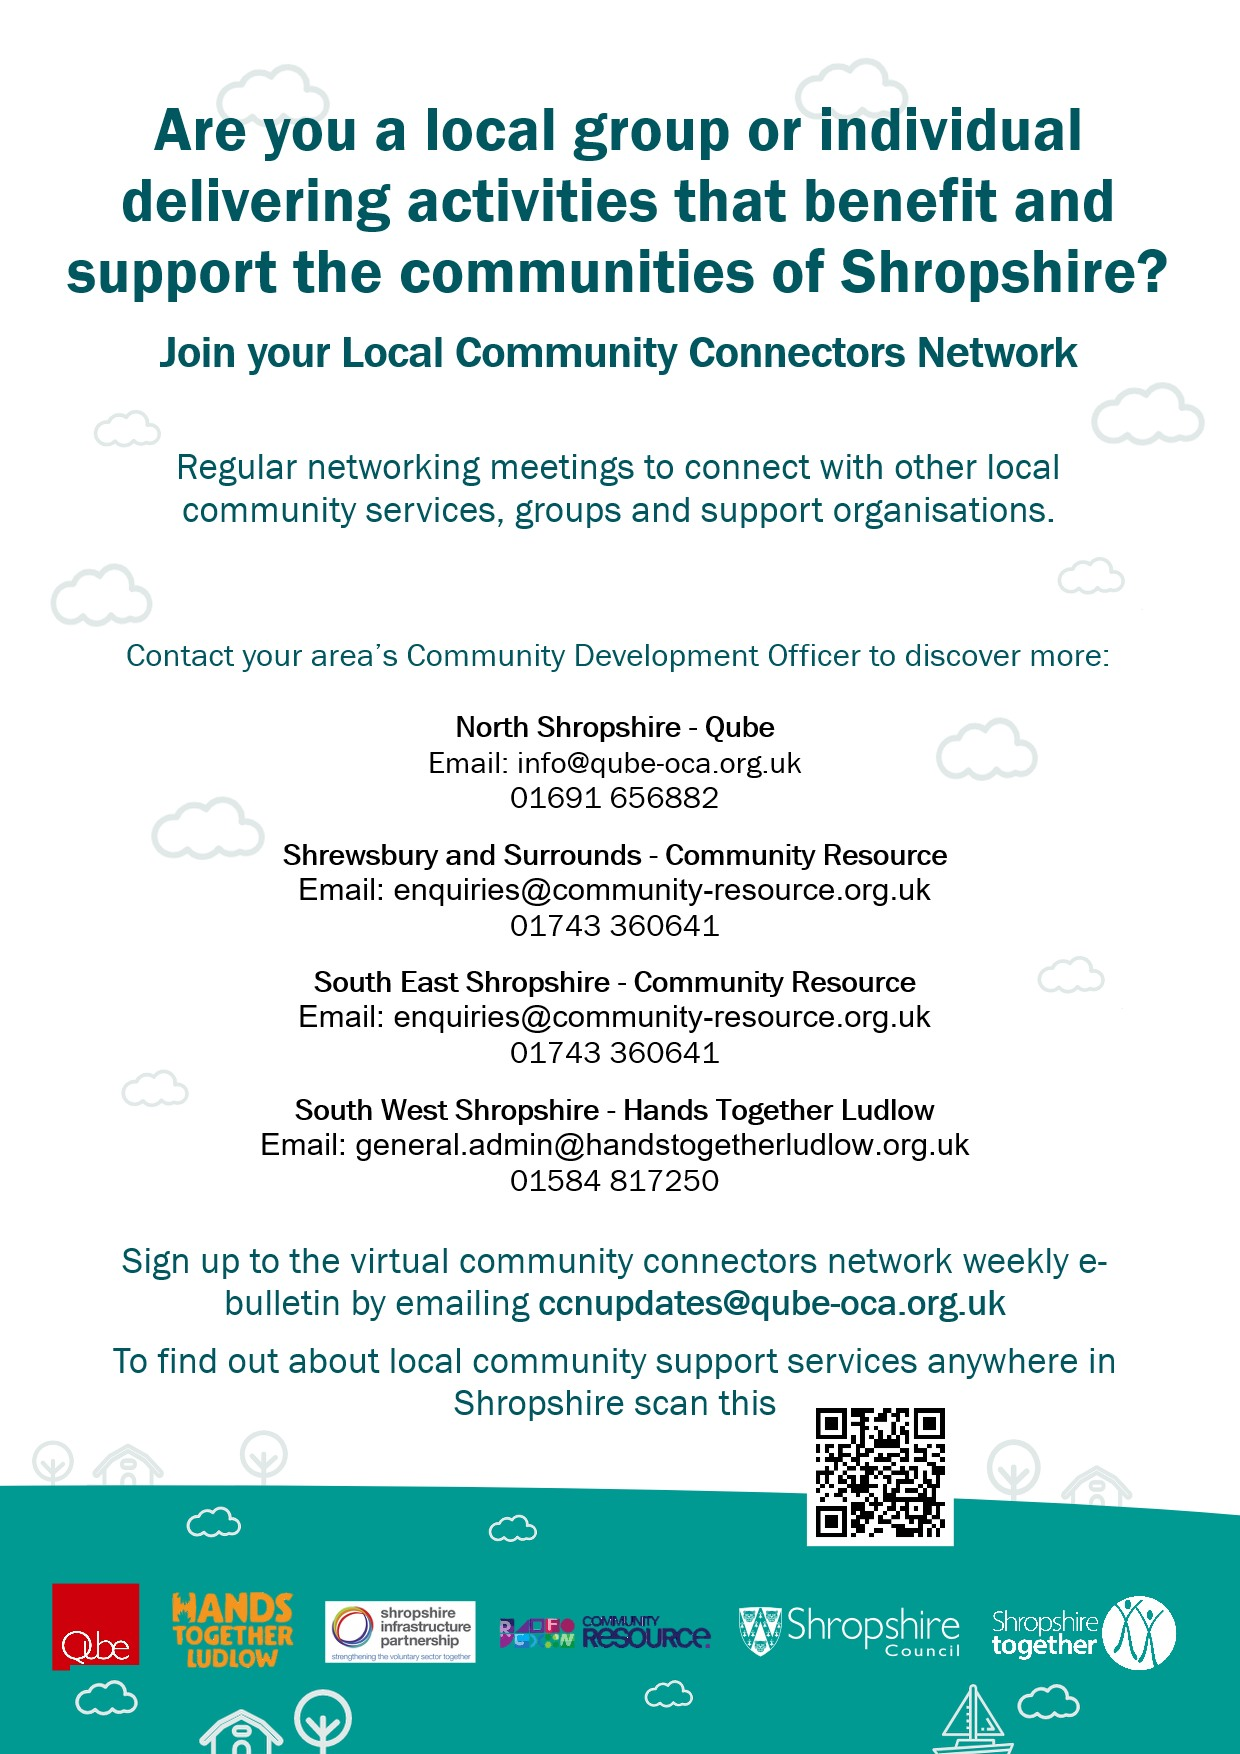 Are you a local group or individual
delivering activities that benefit and
support the communities of Shropshire?
Join your Local Community Connectors Network
Regular networking meetings to connect with other local
community services, groups and support organisations.
Contact your area’s Community Development Officer to discover more:
North Shropshire - Qube
Email: info@qube-oca.org.uk
01691 656882
Shrewsbury and Surrounds - Community Resource
Email: enquiries@community-resource.org.uk
01743 360641
South East Shropshire - Community Resource
Email: enquiries@community-resource.org.uk
01743 360641
South West Shropshire - Hands Together Ludlow
Email: general.admin@handstogetherludlow.org.uk
01584 817250
Sign up to the virtual community connectors network weekly e-
bulletin by emailing ccnupdates@qube-oca.org.uk
To find out about local community support services anywhere in
Shropshire scan this
Qube
HANDS
TOGETHER
LUDLOW
shropshire
infrastructure
partnership
strengthening the voluntary sector together
COMMUNITY
RESOURCE
Shropshire
Council
Shropshire
together